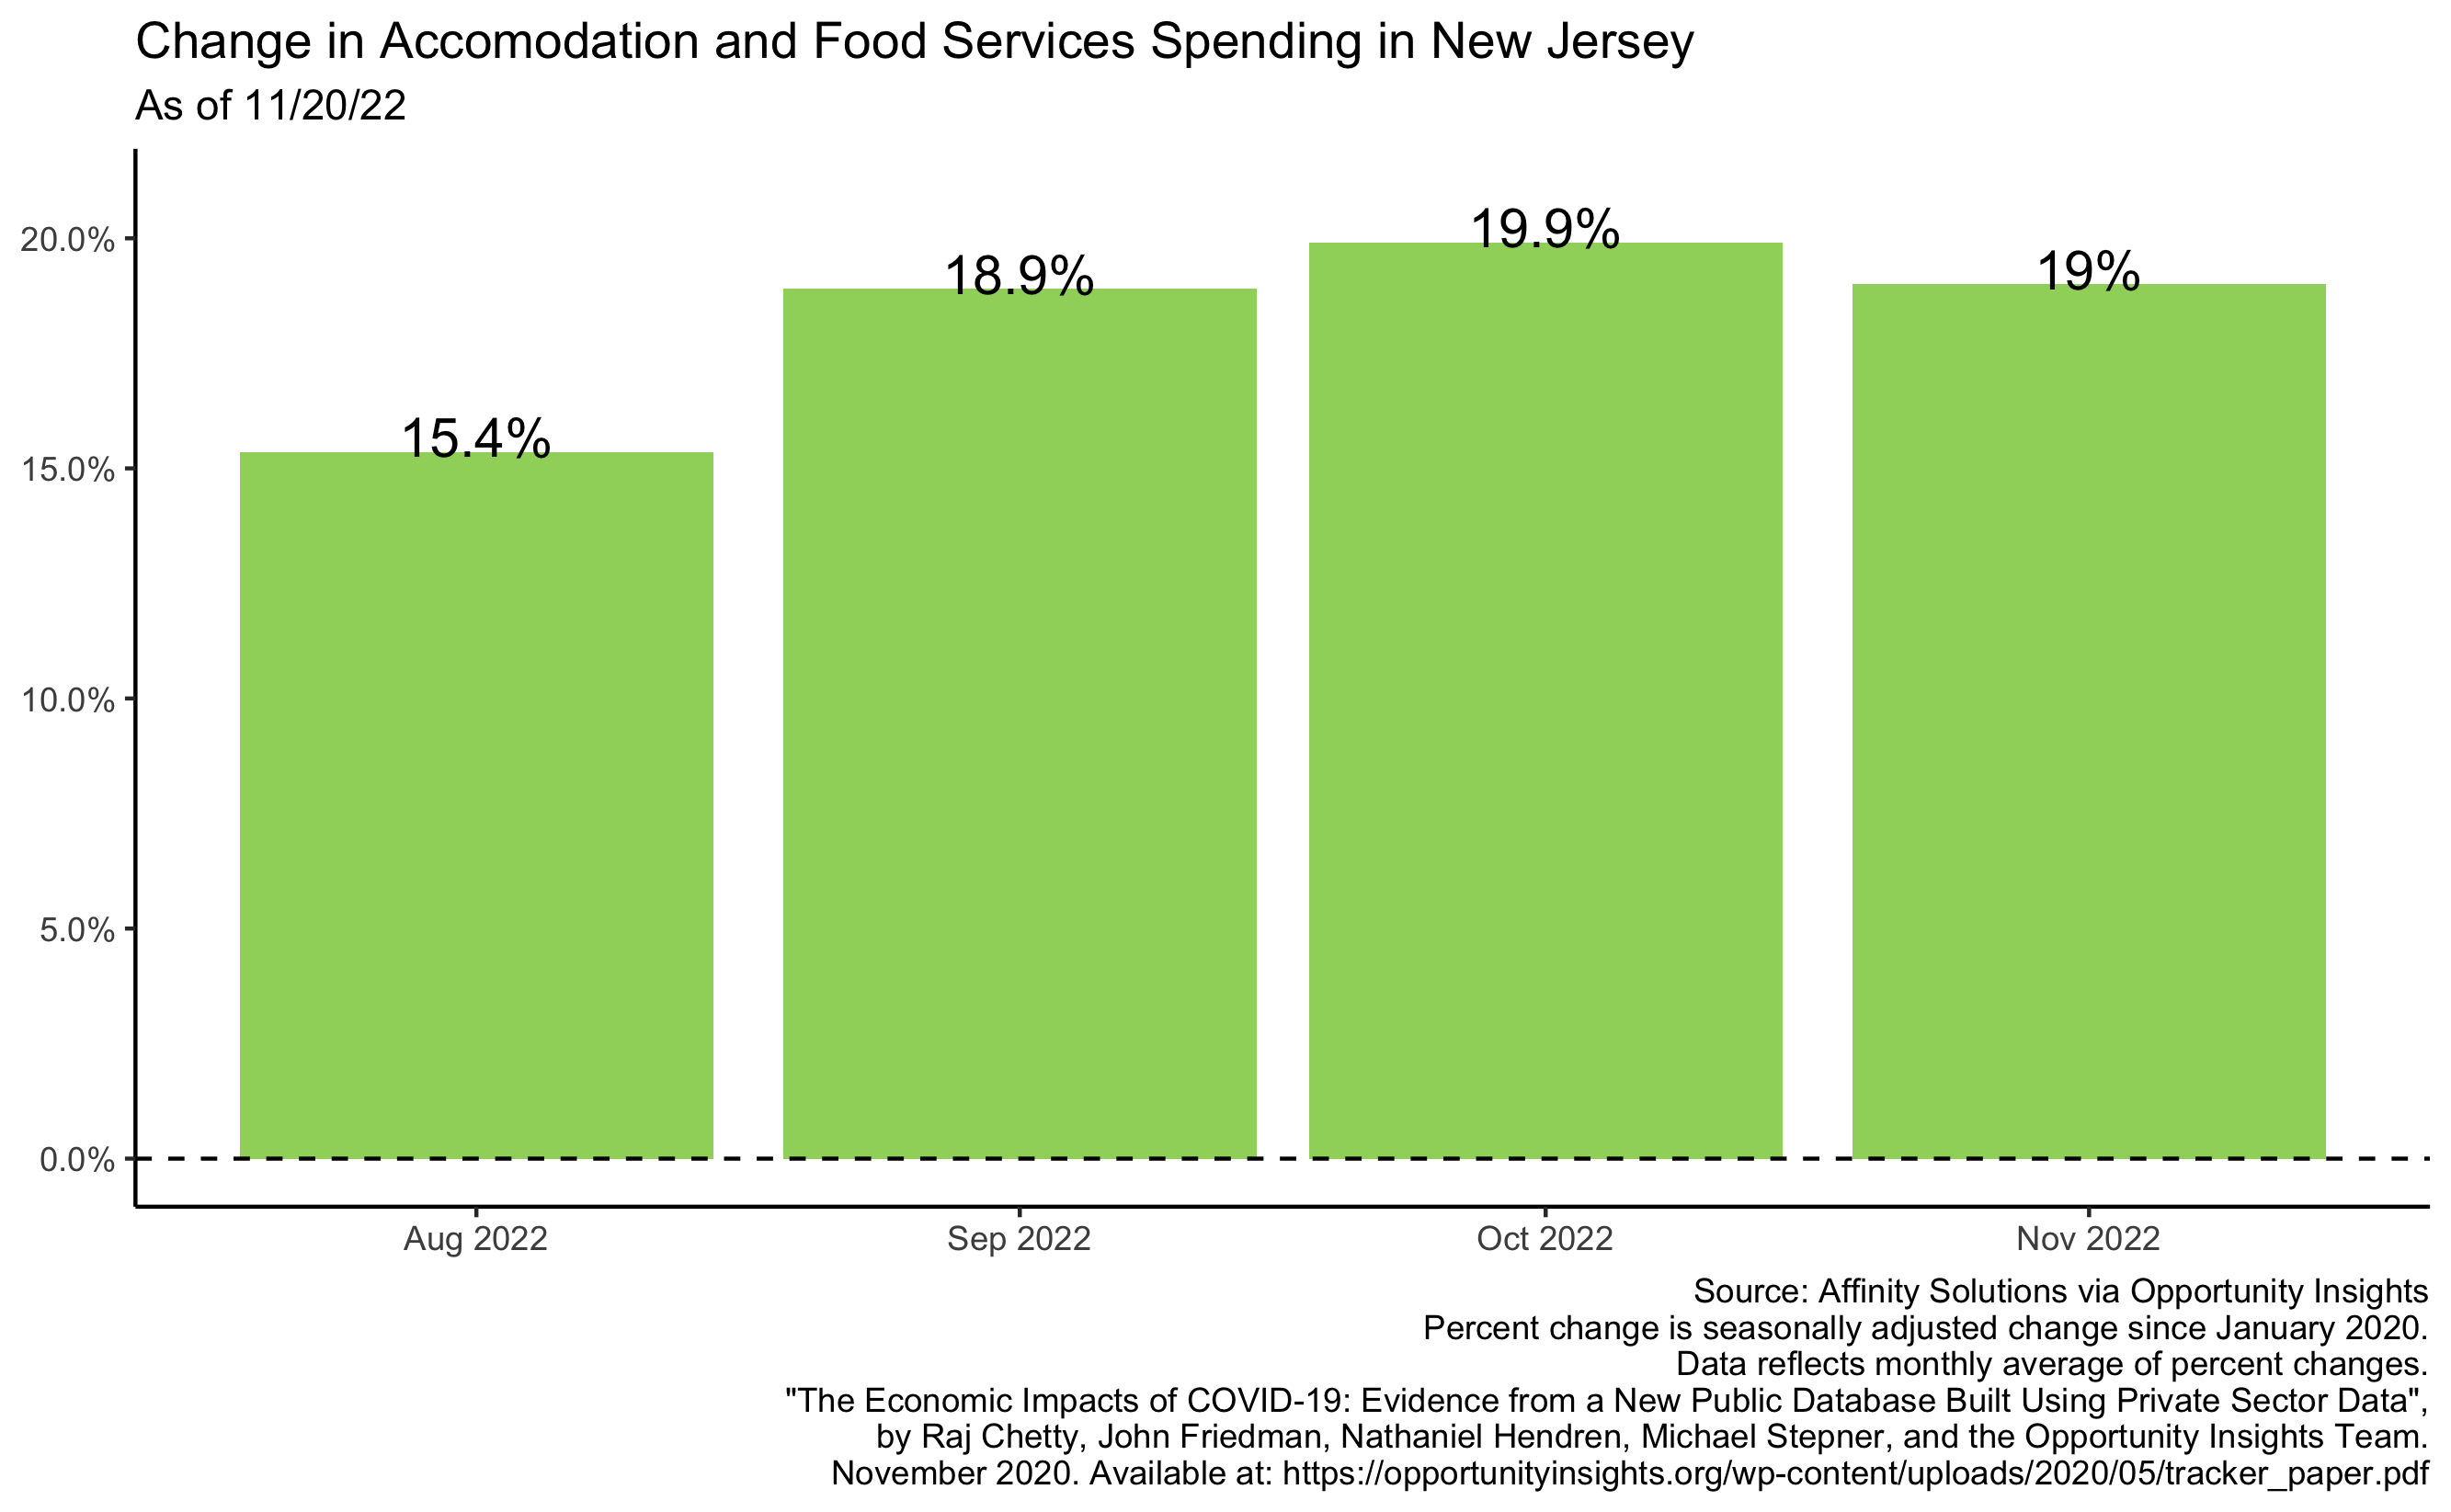 Change in Accomodation and Food Services Spending in New Jersey
As of 11/20/22
20.0%
15.0%
10.0%
5.0%
0.0%
15.4%
18.9%
19.9%
19%
Aug 2022
Sep 2022
Oct 2022
Nov 2022
Source: Affinity Solutions via Opportunity Insights
Percent change is seasonally adjusted change since January 2020.
Data reflects monthly average of percent changes.
"The Economic Impacts of COVID-19: Evidence from a New Public Database Built Using Private Sector Data",
by Raj Chetty, John Friedman, Nathaniel Hendren, Michael Stepner, and the Opportunity Insights Team.
November 2020. Available at: https://opportunityinsights.org/wp-content/uploads/2020/05/tracker_paper.pdf